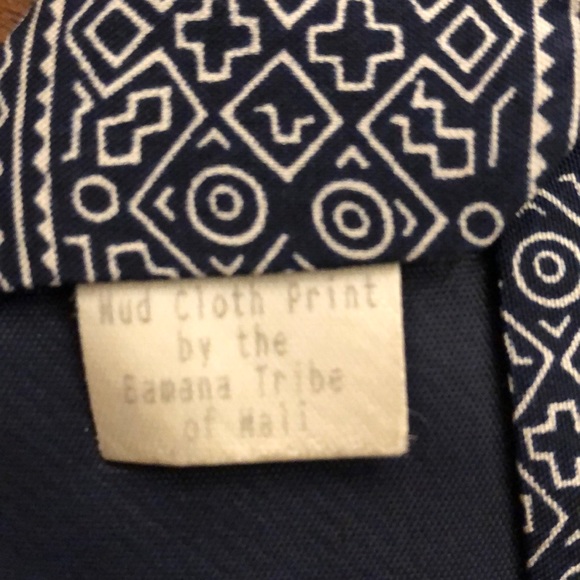 Mud Cloth Print
by the
Bamana Tribe
of Mali